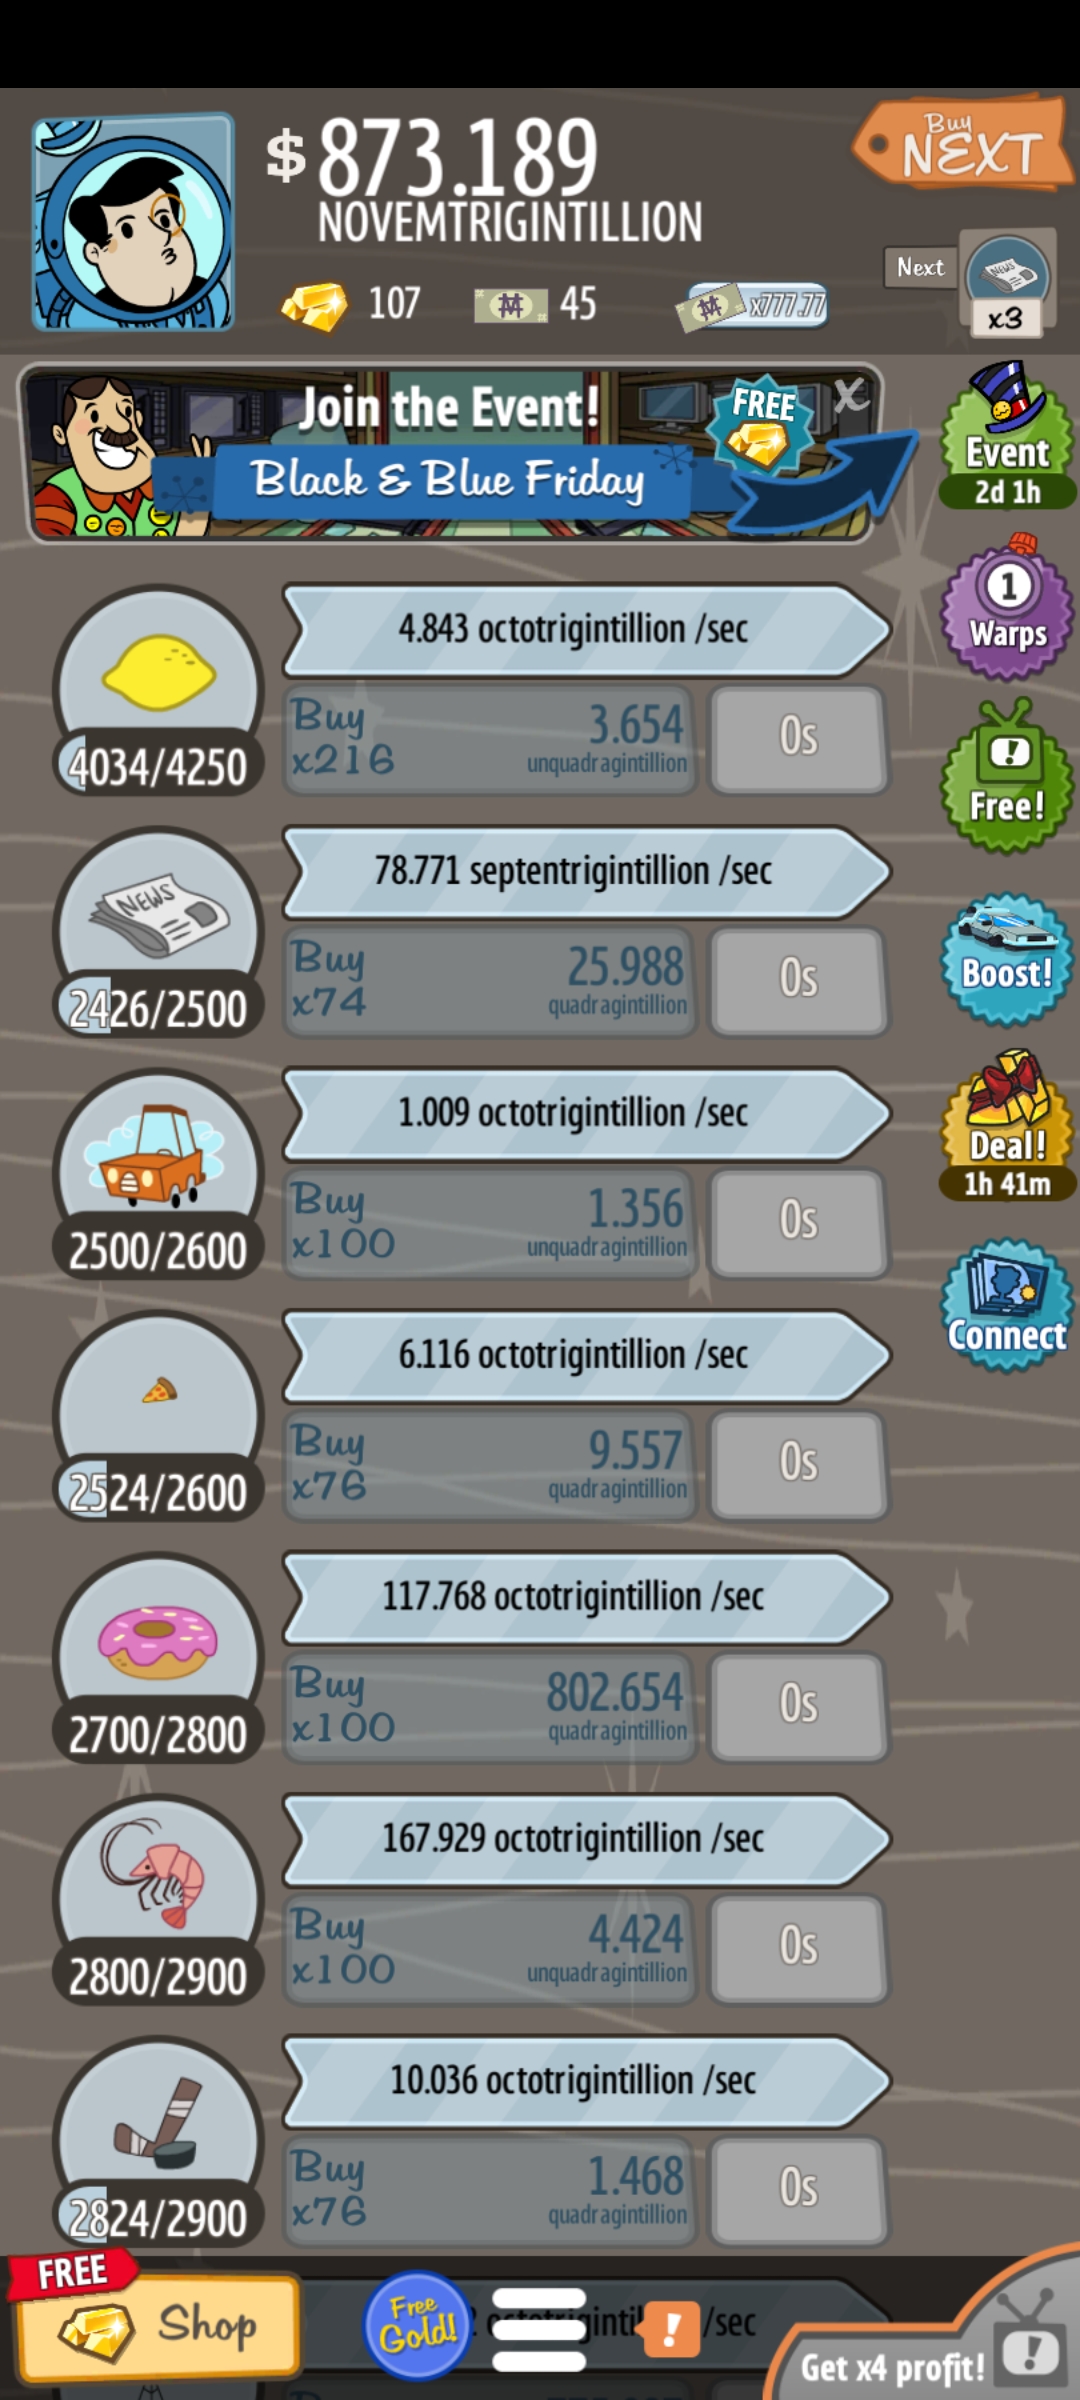 $ 873.189
NOVEMTRIGINTILLION
Buy
NEXT
107
45
x777.77
Next
NEWS
x3
Join the Event!
Black & Blue Friday
FREE
X
Event
2d 1h
4.843 octotrigintillion /sec
Buy
x216
3.654
unquadragintillion
0s
4034/4250
1
Warps
!
Free!
NEWS
78.771 septentrigintillion /sec
Buy
x74
25.988
quadragintillion
0s
2426/2500
Boost!
1.009 octotrigintillion /sec
Buy
x100
1.356
unquadragintillion
0s
2500/2600
Deal!
1h 41m
Connect
6.116 octotrigintillion /sec
Buy
x76
9.557
quadragintillion
0s
2524/2600
117.768 octotrigintillion /sec
Buy
x100
802.654
quadragintillion
0s
2700/2800
167.929 octotrigintillion /sec
Buy
x100
4.424
unquadragintillion
0s
2800/2900
10.036 octotrigintillion /sec
Buy
x76
1.468
quadragintillion
0s
2824/2900
FREE
Shop
Free
Gold!
!
/sec
Get x4 profit!
!